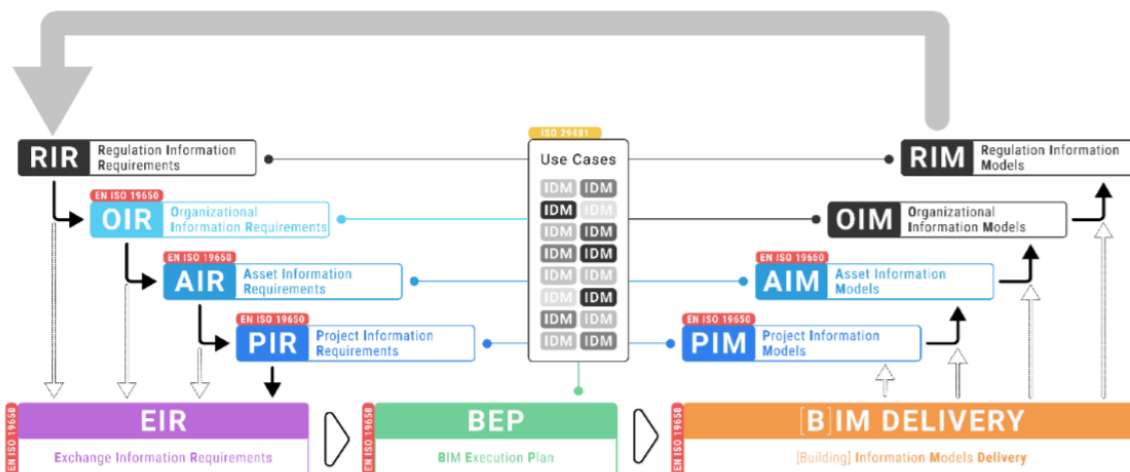 ISO 29481
Use Cases
IDM IDM
IDM IDM
IDM IDM
IDM IDM
IDM IDM
IDM IDM
IDM IDM
IDM IDM
RIR
Regulation Information
Requirements
RIM
Regulation Information
Models
EN ISO 19650
OIR
Organizational
Information Requirements
OIM
Organizational
Information Models
EN ISO 19650
AIR
Asset Information
Requirements
EN ISO 19650
AIM
Asset Information
Models
EN ISO 19650
PIR
Project Information
Requirements
EN ISO 19650
PIM
Project Information
Models
EN ISO 19650
EIR
Exchange Information Requirements
EN ISO 19650
BEP
BIM Execution Plan
EN ISO 19650
[B]IM DELIVERY
[Building] Information Models Delivery